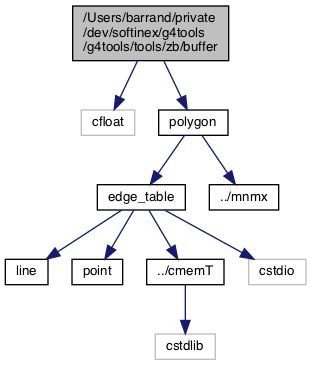 /Users/barrand/private
/dev/softinex/g4tools
/g4tools/tools/zb/buffer
cfloat
polygon
edge_table
../mnmx
line
point
../cmemT
cstdio
cstdlib